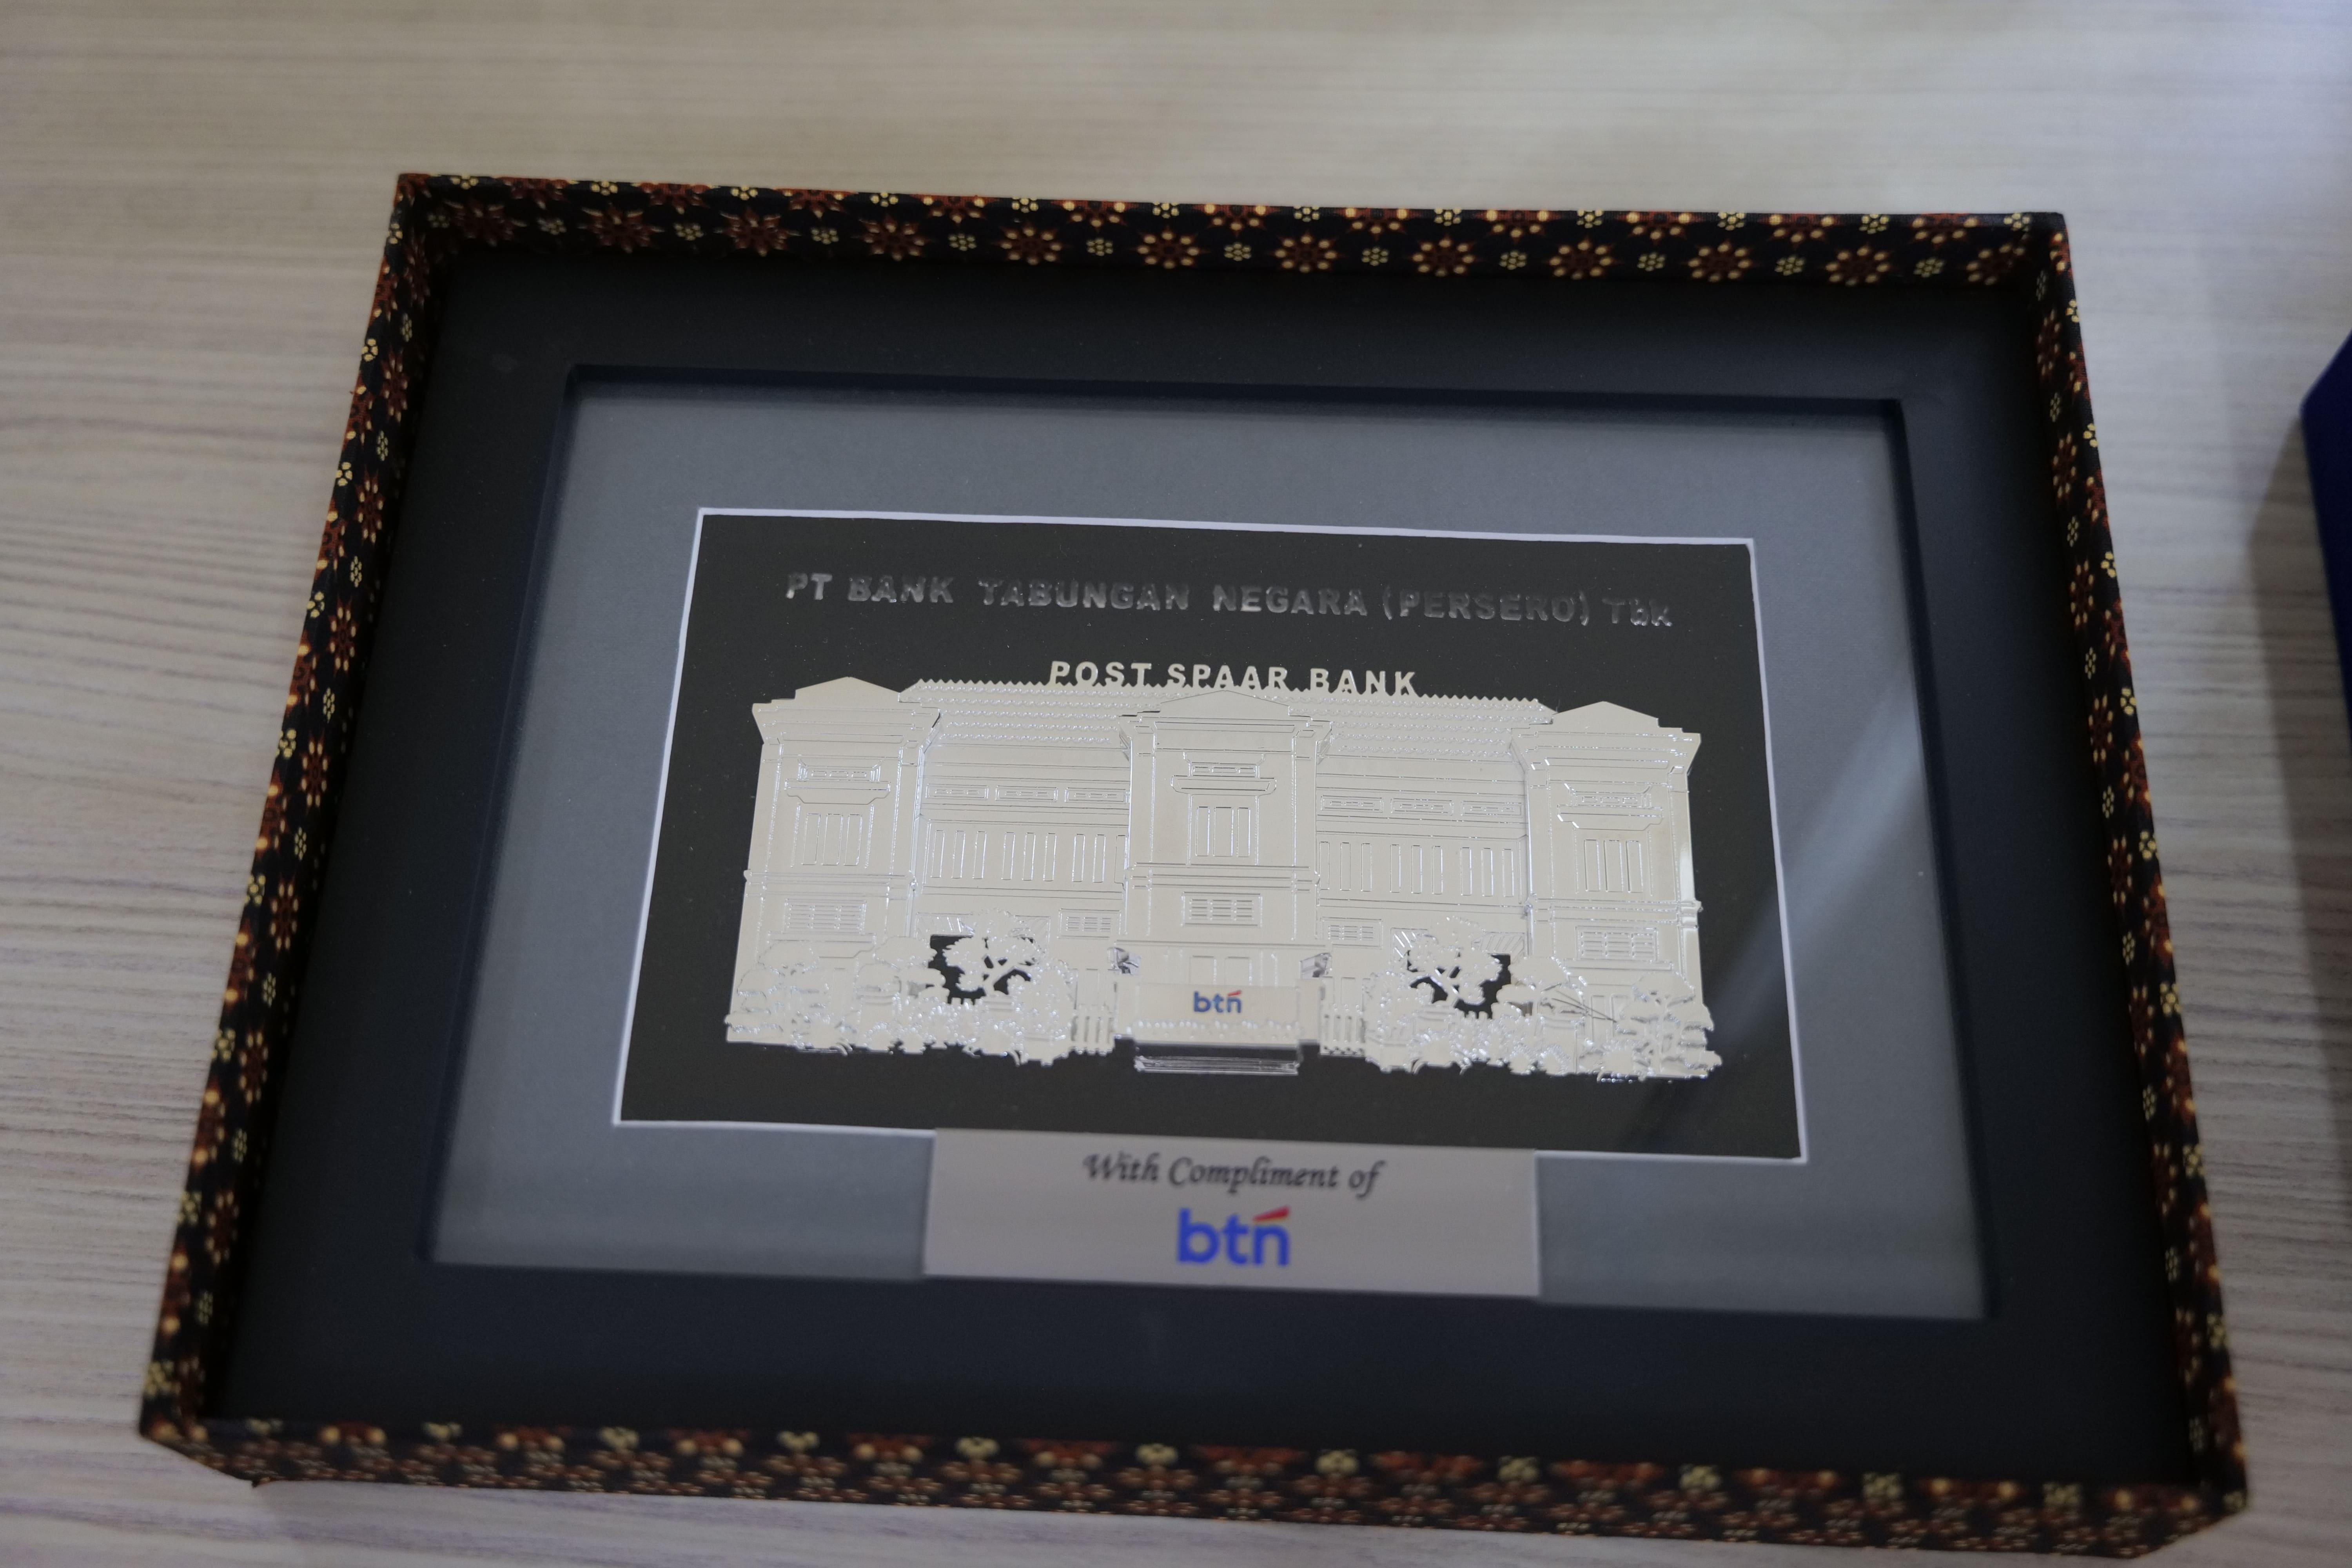 PT BANK TABUNGAN NEGARA (PERSERO) Tbk
POST SPAAR BANK
btn
With Compliment of
btn